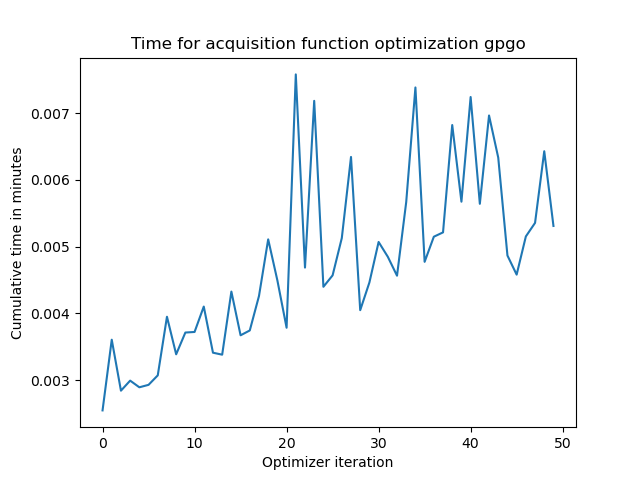 Time for acquisition function optimization gpgo
Cumulative time in minutes
0.007
0.006
0.005
0.004
0.003
0 10 20 30 40 50
Optimizer iteration